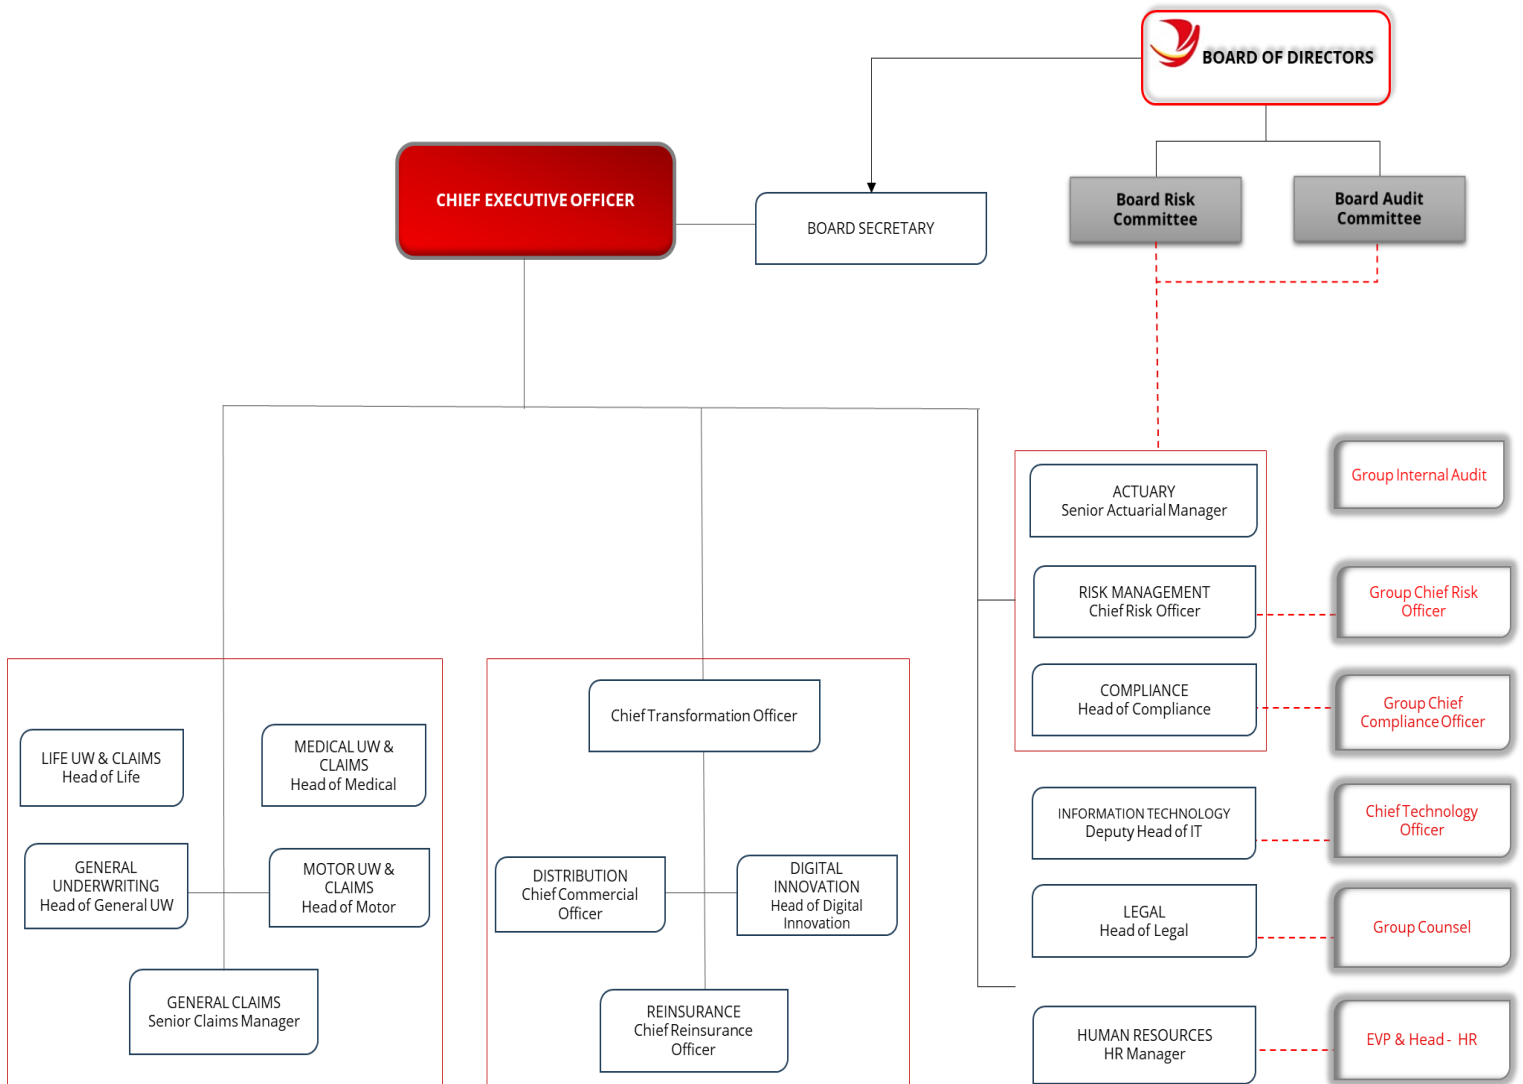 BOARD OF DIRECTORS
CHIEF EXECUTIVE OFFICER
BOARD SECRETARY
Board Risk
Committee
Board Audit
Committee
ACTUARY
Senior Actuarial Manager
Group Internal Audit
RISK MANAGEMENT
Chief Risk Officer
Group Chief Risk
Officer
COMPLIANCE
Head of Compliance
Group Chief
Compliance Officer
Chief Transformation Officer
LIFE UW & CLAIMS
Head of Life
MEDICAL UW &
CLAIMS
Head of Medical
INFORMATION TECHNOLOGY
Deputy Head of IT
Chief Technology
Officer
GENERAL
UNDERWRITING
Head of General UW
MOTOR UW &
CLAIMS
Head of Motor
DISTRIBUTION
Chief Commercial
Officer
DIGITAL
INNOVATION
Head of Digital
Innovation
LEGAL
Head of Legal
Group Counsel
GENERAL CLAIMS
Senior Claims Manager
REINSURANCE
Chief Reinsurance
Officer
HUMAN RESOURCES
HR Manager
EVP & Head - HR